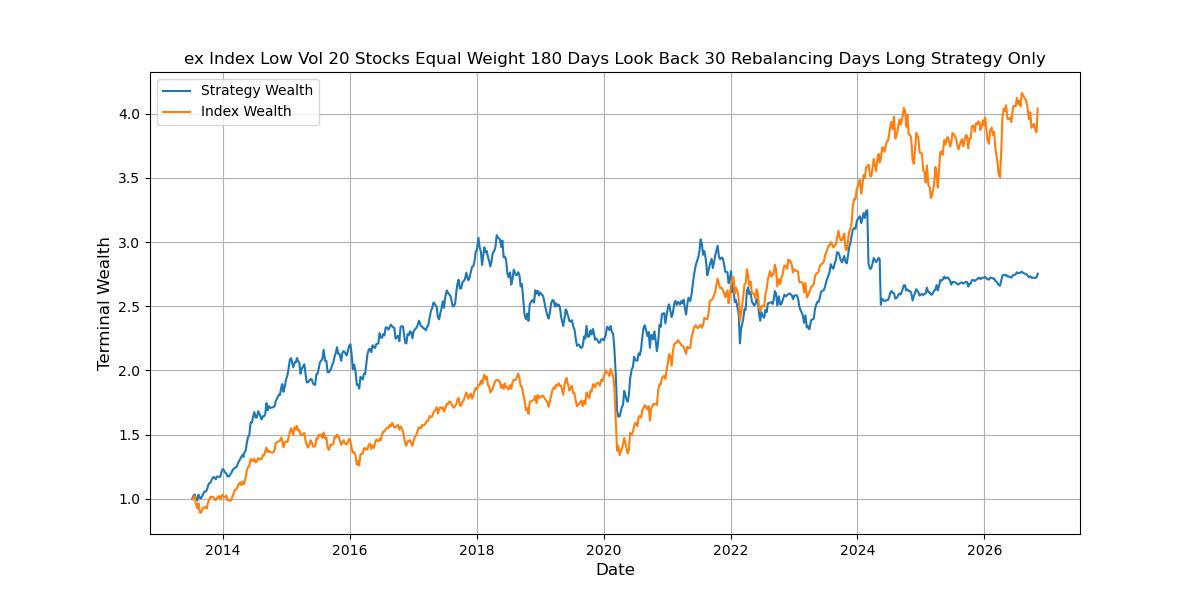 ex Index Low Vol 20 Stocks Equal Weight 180 Days Look Back 30 Rebalancing Days Long Strategy Only
Strategy Wealth
Index Wealth
Terminal Wealth
4.0
3.5
3.0
2.5
2.0
1.5
1.0
2014 2016 2018 2020 2022 2024 2026
Date